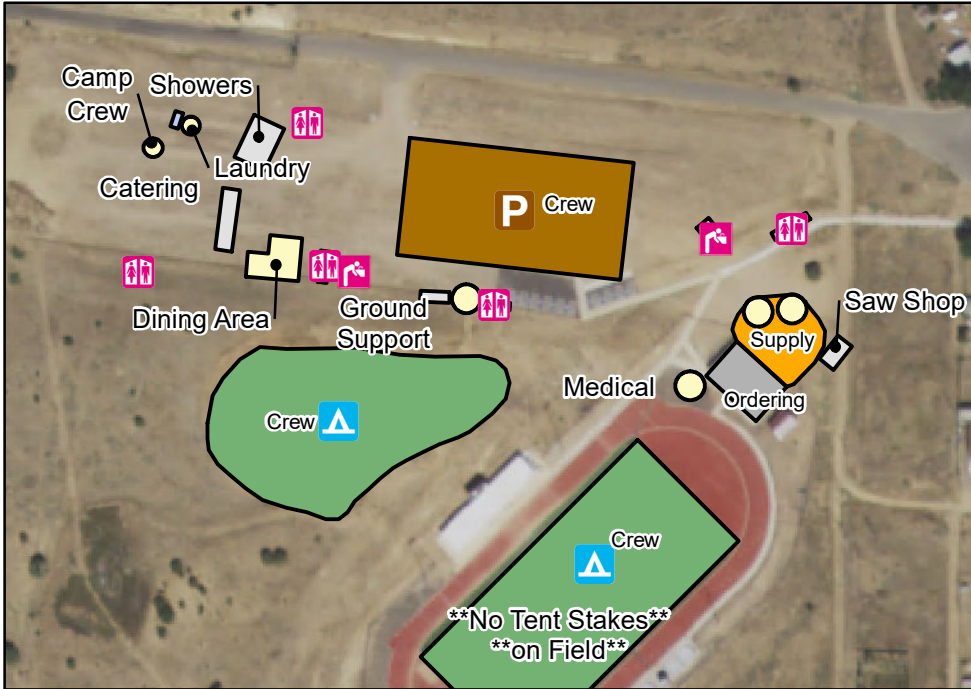 Camp
Crew
Showers
Laundry
Catering
P
Crew
Dining Area
Ground
Support
Saw Shop
Supply
Medical
Ordering
Crew
Crew
**No Tent Stakes**
**on Field**